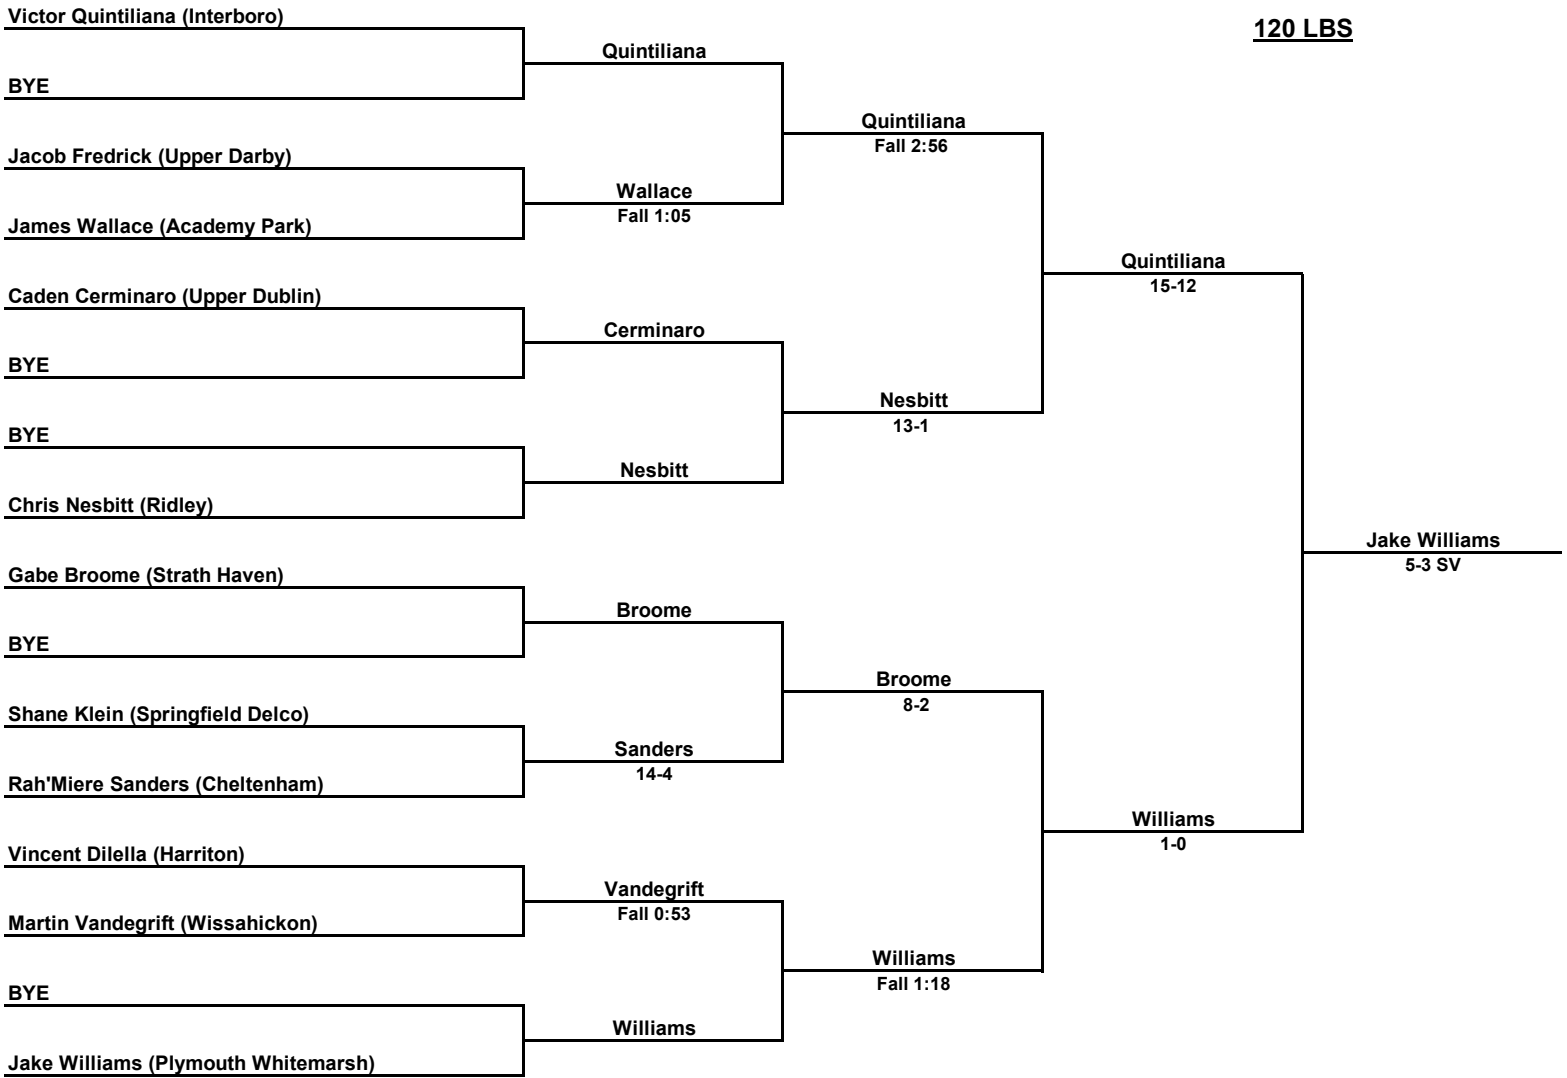 Victor Quintiliana (Interboro)
120 LBS
Quintiliana
BYE
Quintiliana
Fall 2:56
Jacob Fredrick (Upper Darby)
Wallace
Fall 1:05
James Wallace (Academy Park)
Quintiliana
15-12
Caden Cerminaro (Upper Dublin)
Cerminaro
BYE
Nesbitt
13-1
BYE
Nesbitt
Chris Nesbitt (Ridley)
Jake Williams
5-3 SV
Gabe Broome (Strath Haven)
Broome
BYE
Broome
8-2
Shane Klein (Springfield Delco)
Sanders
14-4
Rah'Miere Sanders (Cheltenham)
Williams
1-0
Vincent Dilella (Harriton)
Vandegrift
Fall 0:53
Martin Vandegrift (Wissahickon)
Williams
Fall 1:18
BYE
Williams
Jake Williams (Plymouth Whitemarsh)